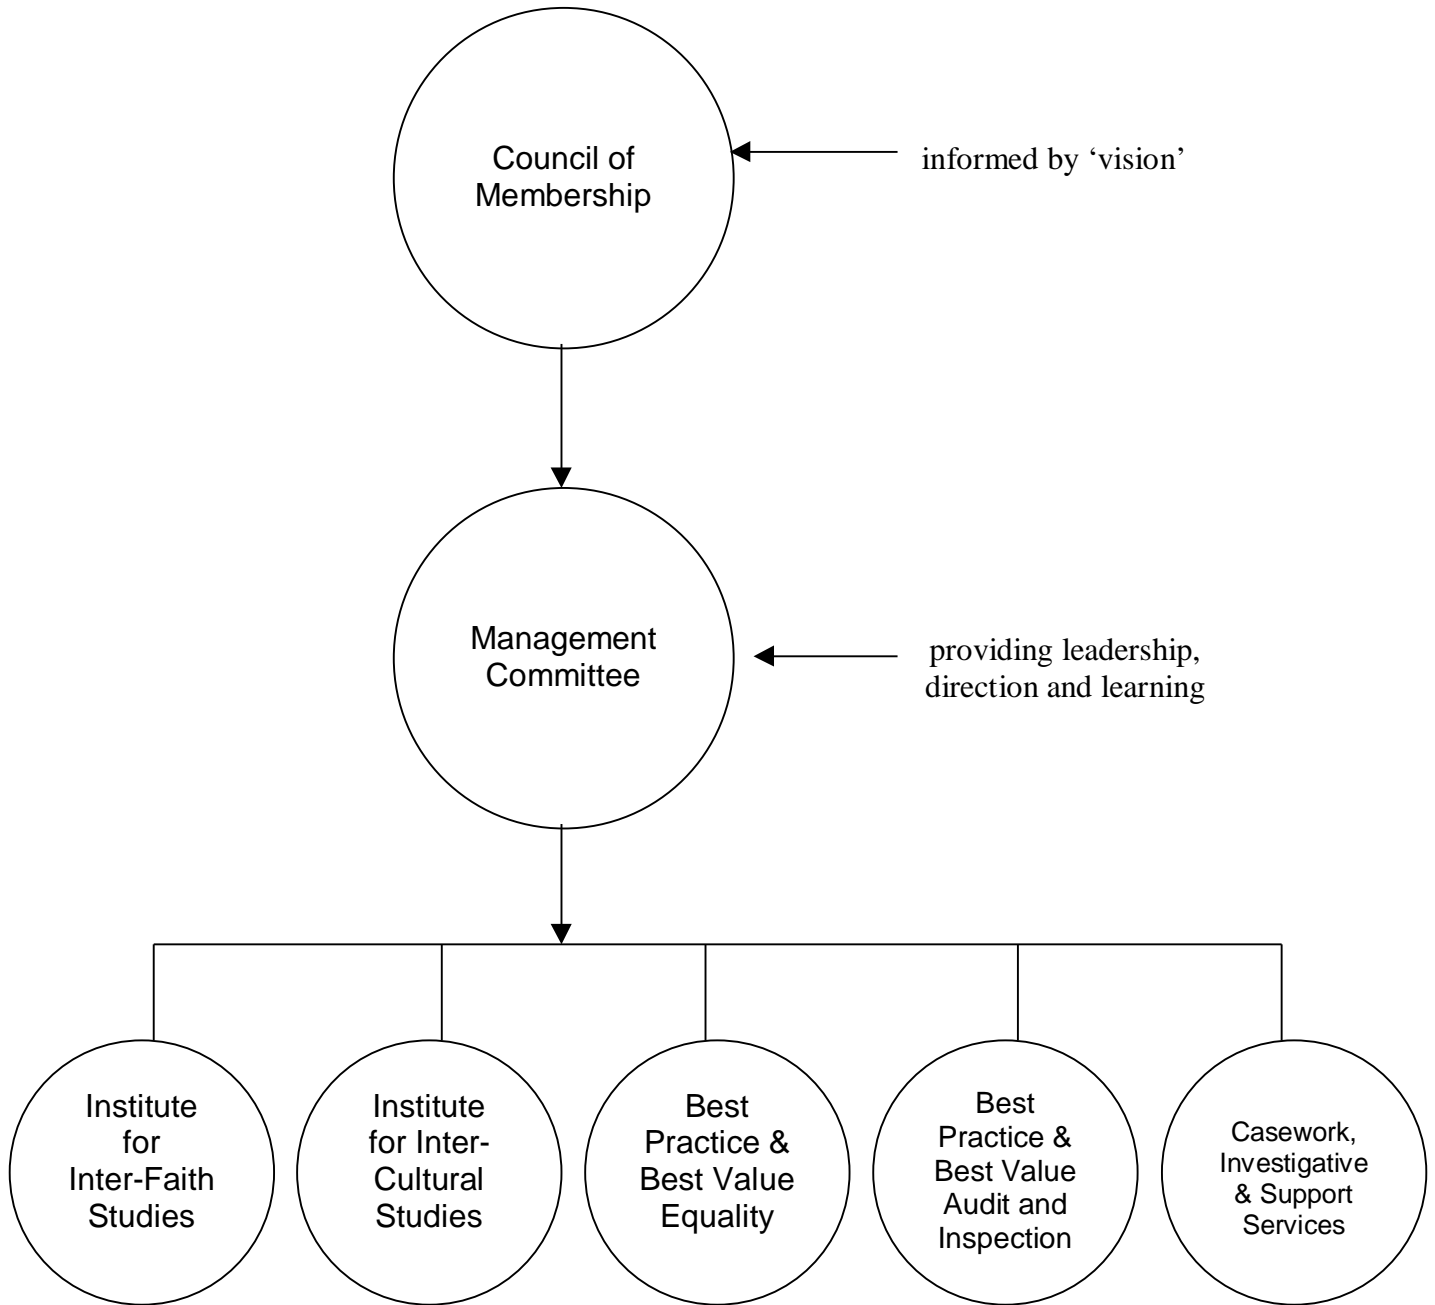 Council of
Membership
informed by ‘vision’
Management
Committee
providing leadership,
direction and learning
Institute
for
Inter-Faith
Studies
Institute
for Inter-
Cultural
Studies
Best
Practice &
Best Value
Equality
Best
Practice &
Best Value
Audit and
Inspection
Casework,
Investigative
& Support
Services